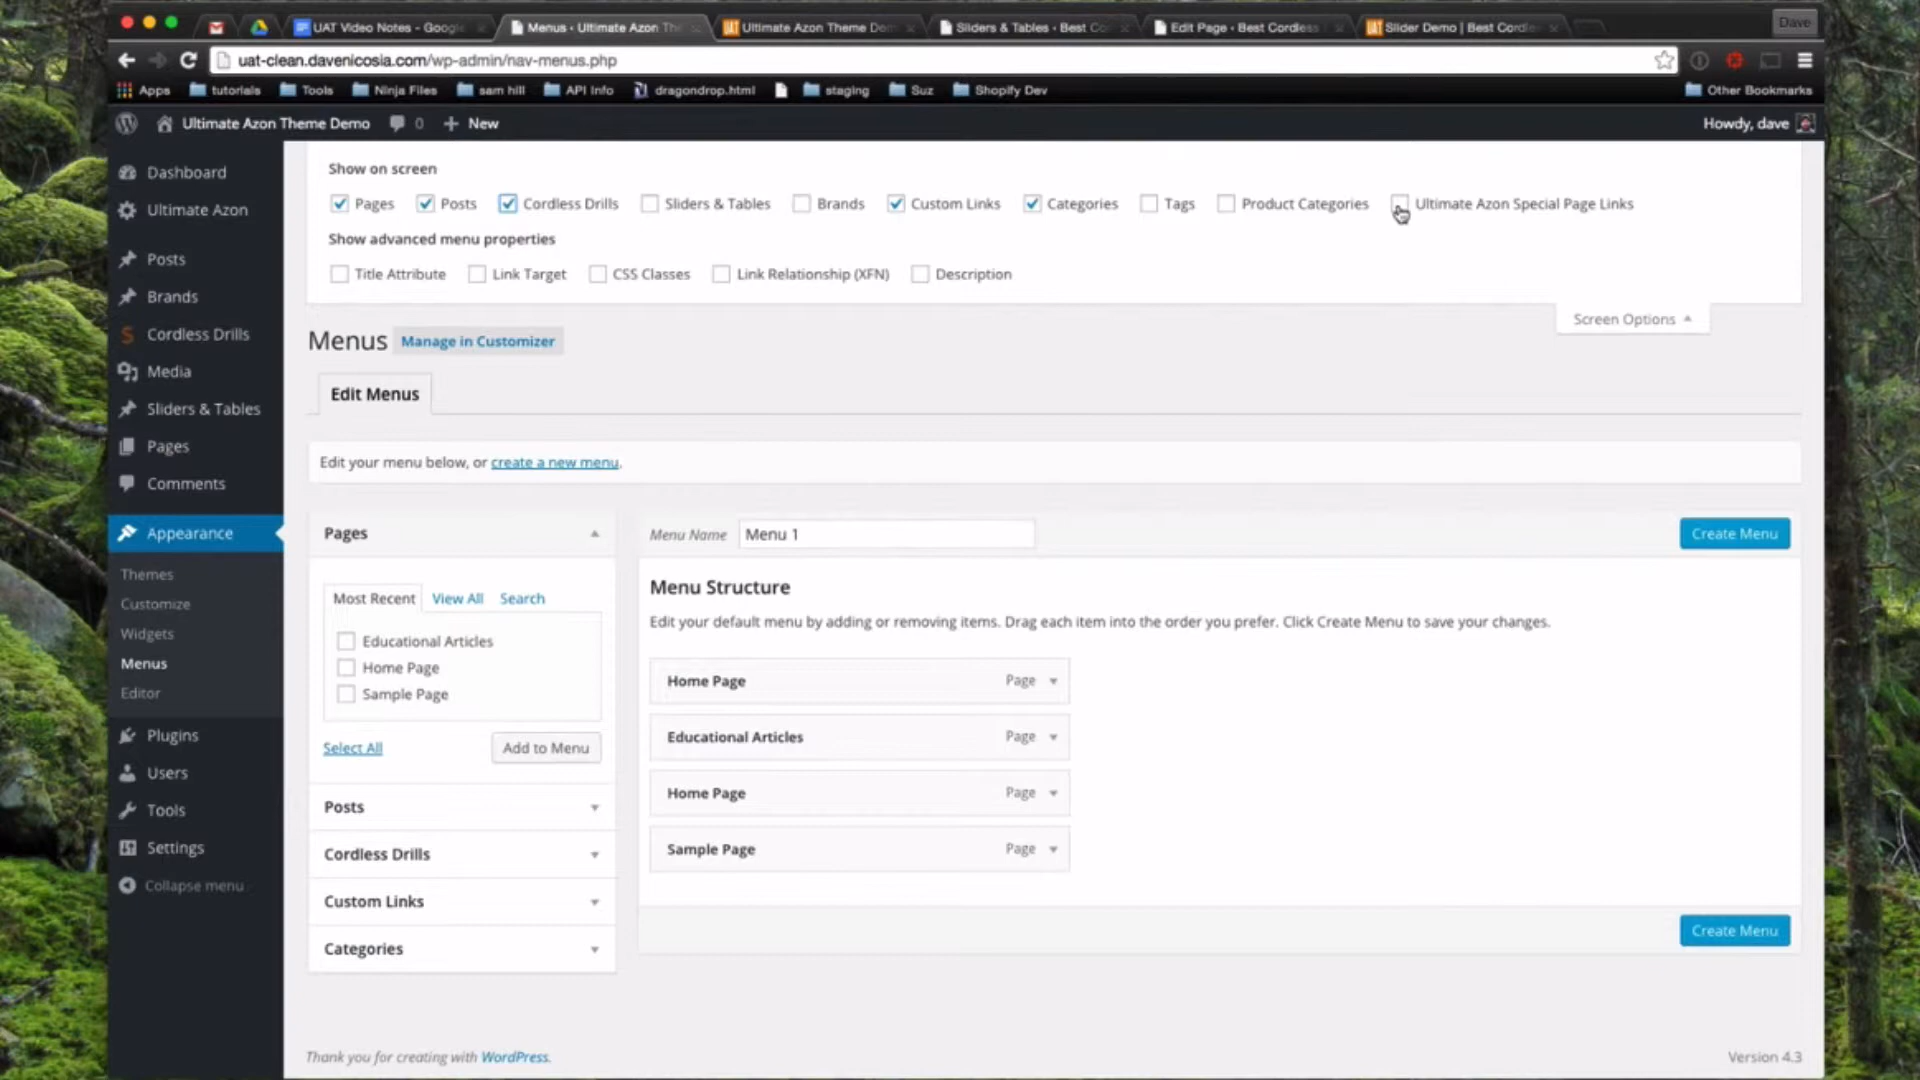 UAT Video Notes - Google
Menus ‹ Ultimate Azon Th
Ultimate Azon Theme Dem
Sliders & Tables ‹ Best Co
Edit Page ‹ Best Cordless
Slider Demo | Best Cordle
Dave
uat-clean.davenicosia.com/wp-admin/nav-menus.php
Apps tutorials Tools Ninja Files sam hill API Info dragondrop.html staging Suz Shopify Dev Other Bookmarks
Ultimate Azon Theme Demo 0 + New Howdy, dave
Show on screen
Pages Posts Cordless Drills Sliders & Tables Brands Custom Links Categories Tags Product Categories Ultimate Azon Special Page Links
Show advanced menu properties
Title Attribute Link Target CSS Classes Link Relationship (XFN) Description
Screen Options
Dashboard
Ultimate Azon
Posts
Brands
Cordless Drills
Media
Sliders & Tables
Pages
Comments
Appearance
Themes
Customize
Widgets
Menus
Editor
Plugins
Users
Tools
Settings
Collapse menu
Menus Manage in Customizer
Edit Menus
Edit your menu below, or create a new menu.
Pages
Most Recent View All Search
Educational Articles
Home Page
Sample Page
Select All Add to Menu
Posts
Cordless Drills
Custom Links
Categories
Menu Name Menu 1 Create Menu
Menu Structure
Edit your default menu by adding or removing items. Drag each item into the order you prefer. Click Create Menu to save your changes.
Home Page Page
Educational Articles Page
Home Page Page
Sample Page Page
Create Menu
Thank you for creating with WordPress. Version 4.3